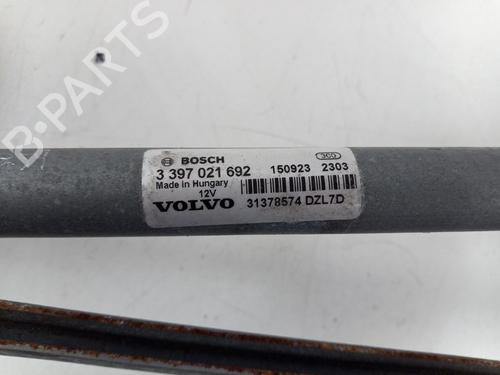 BOSCH
3 397 021 692 150923 2303
Made in Hungary
12V
VOLVO 31378574 DZL7D
B-PARTS